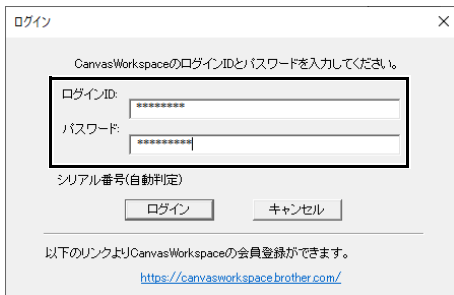 ログイン
CanvasWorkspaceのログインIDとパスワードを入力してください。
ログインID:
********
パスワード:
*********
シリアル番号(自動判定)
ログイン キャンセル
以下のリンクよりCanvasWorkspaceの会員登録ができます。
https://canvasworkspace.brother.com/